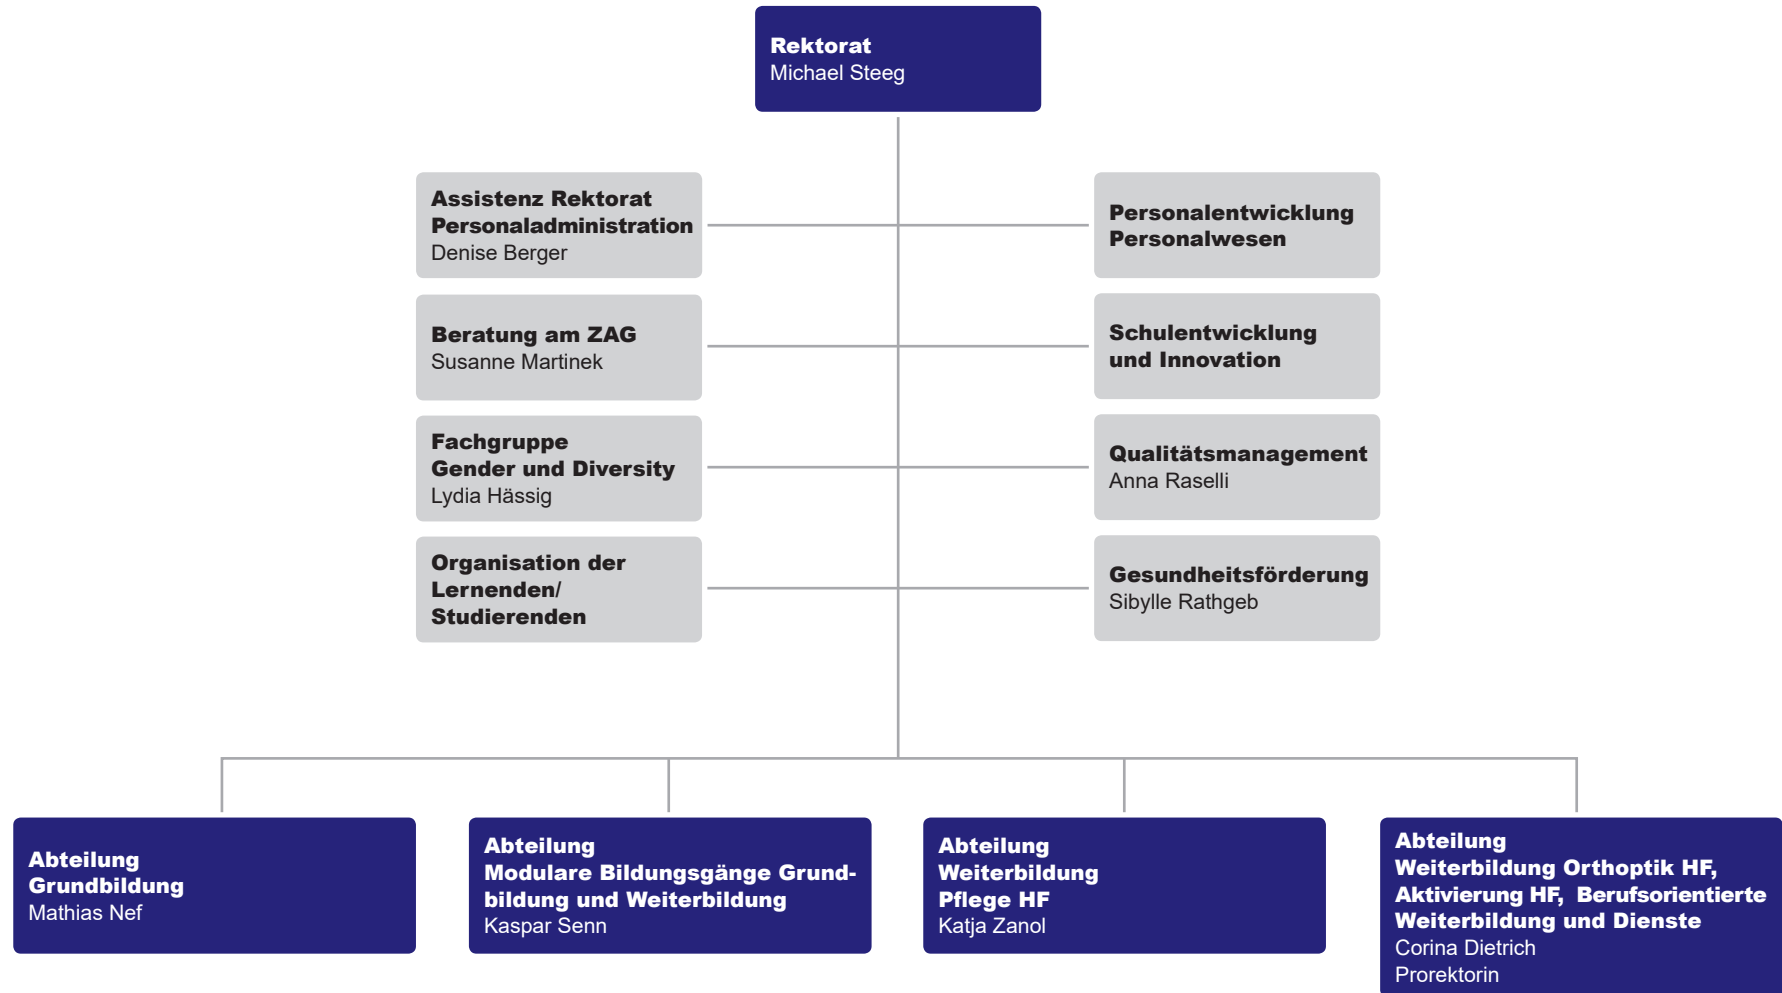 Rektorat
Michael Steeg
Assistenz Rektorat
Personaladministration
Denise Berger
Personalentwicklung
Personalwesen
Beratung am ZAG
Susanne Martinek
Schulentwicklung
und Innovation
Fachgruppe
Gender und Diversity
Lydia Hässig
Qualitätsmanagement
Anna Raselli
Organisation der
Lernenden/
Studierenden
Gesundheitsförderung
Sibylle Rathgeb
Abteilung
Grundbildung
Mathias Nef
Abteilung
Modulare Bildungsgänge Grund-
bildung und Weiterbildung
Kaspar Senn
Abteilung
Weiterbildung
Pflege HF
Katja Zanol
Abteilung
Weiterbildung Orthoptik HF,
Aktivierung HF, Berufsorientierte
Weiterbildung und Dienste
Corina Dietrich
Prorektorin